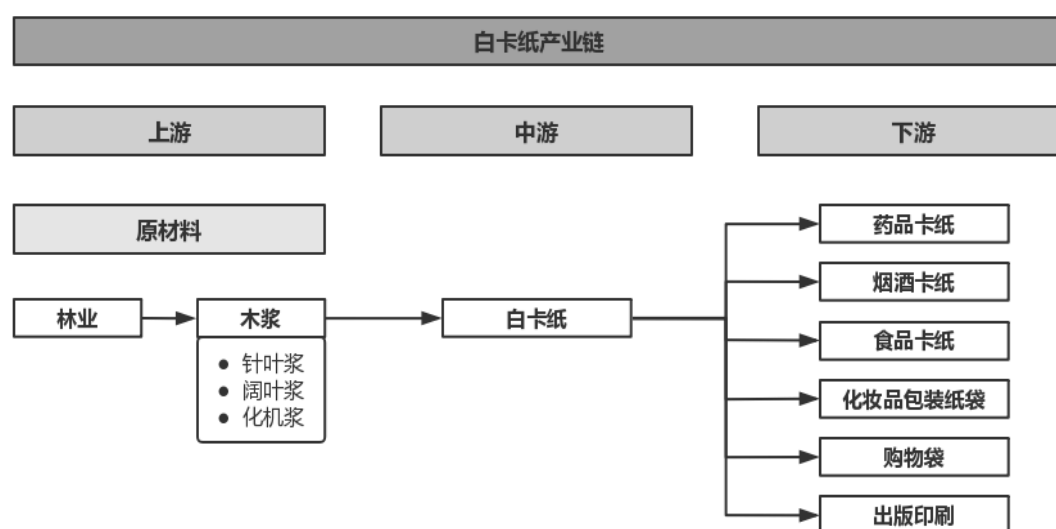 白卡纸产业链
上游
中游
下游
原材料
林业
木浆
针叶浆
阔叶浆
化机浆
白卡纸
药品卡纸
烟酒卡纸
食品卡纸
化妆品包装纸袋
购物袋
出版印刷